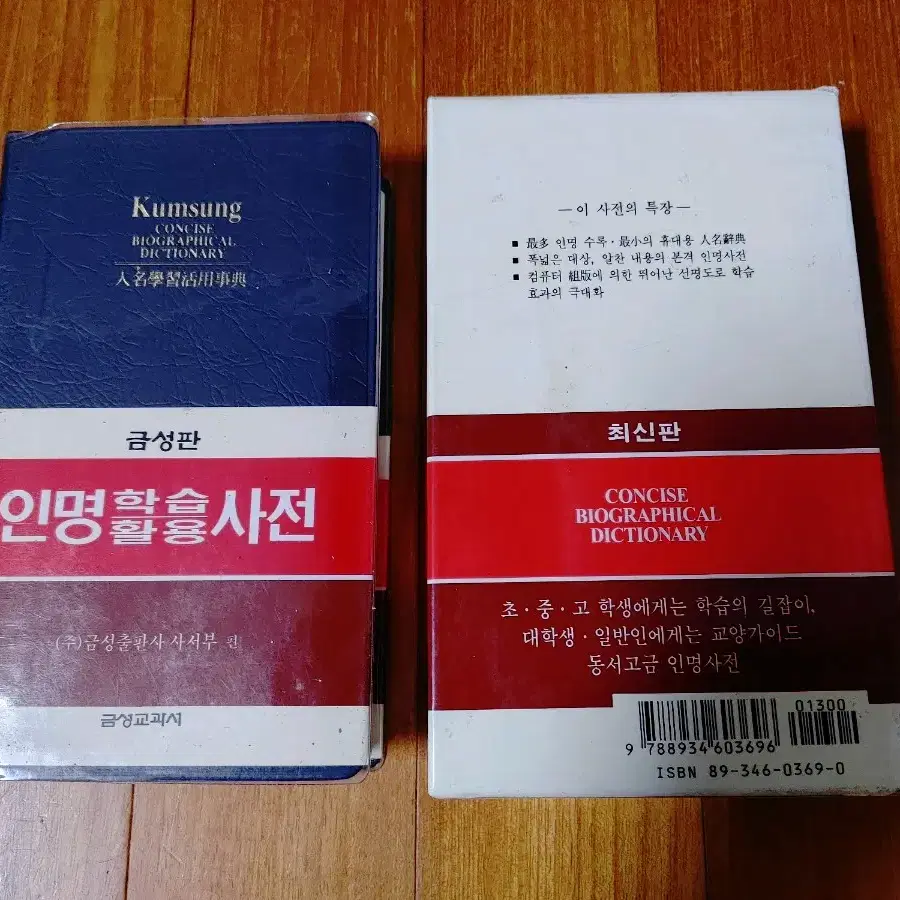 Kumsung
CONCISE
BIOGRAPHICAL
DICTIONARY
人名學習活用事典
금성판
인명 학습 활용 사전
(주)금성출판사 사서부 편
금성교과서
— 이 사전의 특장 —
■ 最多 인명 수록·最小의 휴대용 人名辭典
■ 폭넓은 대상, 알찬 내용의 본격 인명사전
■ 컴퓨터 組版에 의한 뛰어난 선명도로 학습
효과의 극대화
최신판
CONCISE
BIOGRAPHICAL
DICTIONARY
초·중·고 학생에게는 학습의 길잡이,
대학생·일반인에게는 교양가이드
동서고금 인명사전
01300
9 788934 603696
ISBN 89-346-0369-0